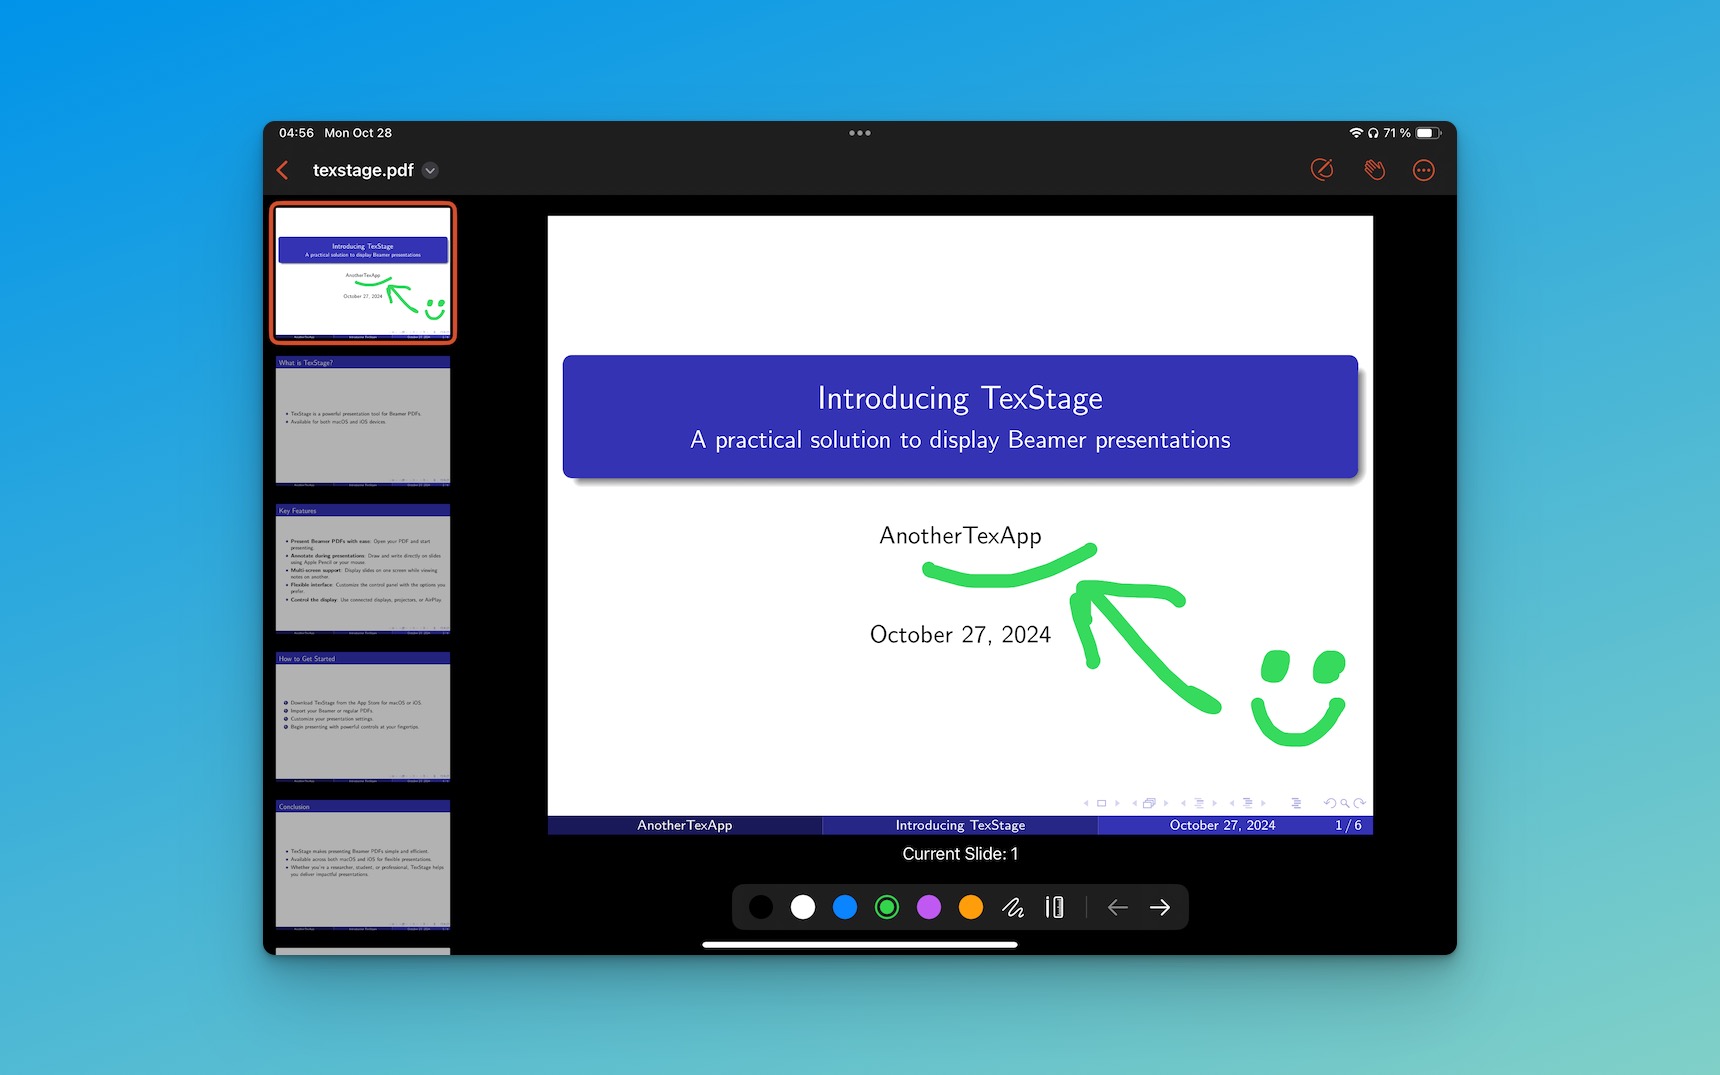 04:56 Mon Oct 28
71 %
texstage.pdf
Introducing TexStage
A practical solution to display Beamer presentations
AnotherTexApp
October 27, 2024
What is TexStage?
TexStage is a powerful presentation tool for Beamer PDFs.
Available for both macOS and iOS devices.
Key Features
Present Beamer PDFs with ease: Open your PDF and start
presenting.
Annotate during presentations: Draw and write directly on slides
using Apple Pencil or your mouse.
Multi-screen support: Display slides on one screen while viewing
notes on another.
Flexible interface: Customize the control panel with the options you
prefer.
Control the display: Use connected displays, projectors, or AirPlay.
How to Get Started
Download TexStage from the App Store for macOS or iOS.
Import your Beamer or regular PDFs.
Customize your presentation settings.
Begin presenting with powerful controls at your fingertips.
Conclusion
TexStage makes presenting Beamer PDFs simple and efficient.
Available across both macOS and iOS for flexible presentations.
Whether you're a researcher, student, or professional, TexStage helps
you deliver impactful presentations.
Introducing TexStage
A practical solution to display Beamer presentations
AnotherTexApp
October 27, 2024
AnotherTexApp Introducing TexStage October 27, 2024 1 / 6
Current Slide: 1